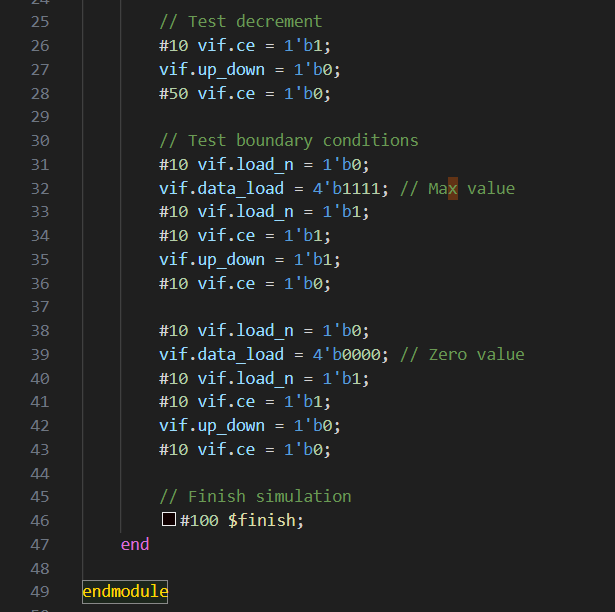 24
25 // Test decrement
26 #10 vif.ce = 1'b1;
27 vif.up_down = 1'b0;
28 #50 vif.ce = 1'b0;
29
30 // Test boundary conditions
31 #10 vif.load_n = 1'b0;
32 vif.data_load = 4'b1111; // Max value
33 #10 vif.load_n = 1'b1;
34 #10 vif.ce = 1'b1;
35 vif.up_down = 1'b1;
36 #10 vif.ce = 1'b0;
37
38 #10 vif.load_n = 1'b0;
39 vif.data_load = 4'b0000; // Zero value
40 #10 vif.load_n = 1'b1;
41 #10 vif.ce = 1'b1;
42 vif.up_down = 1'b0;
43 #10 vif.ce = 1'b0;
44
45 // Finish simulation
46 #100 $finish;
47 end
48
49 endmodule
50